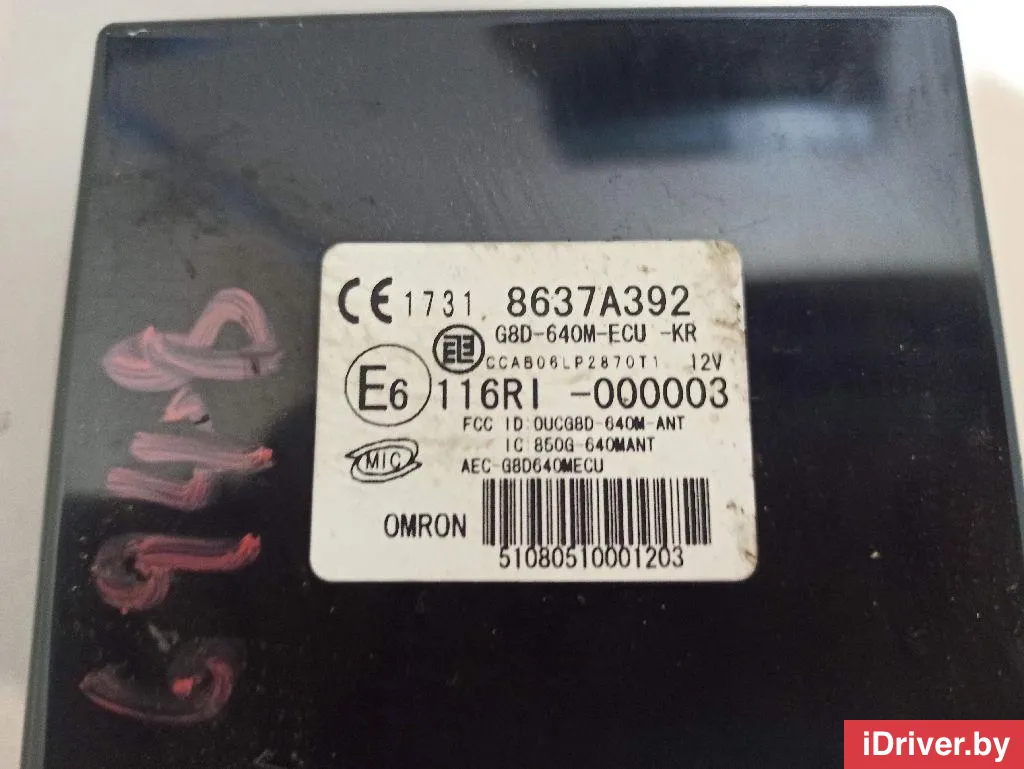 CE 1731 8637A392
G8D-640M-ECU -KR
CCAB06LP2870T1 12V
E6 116RI -000003
FCC ID:OUCG8D-640M-ANT
IC:850G-640MANT
MIC AEC-G8D640MECU
OMRON
51080510001203
iDriver.by